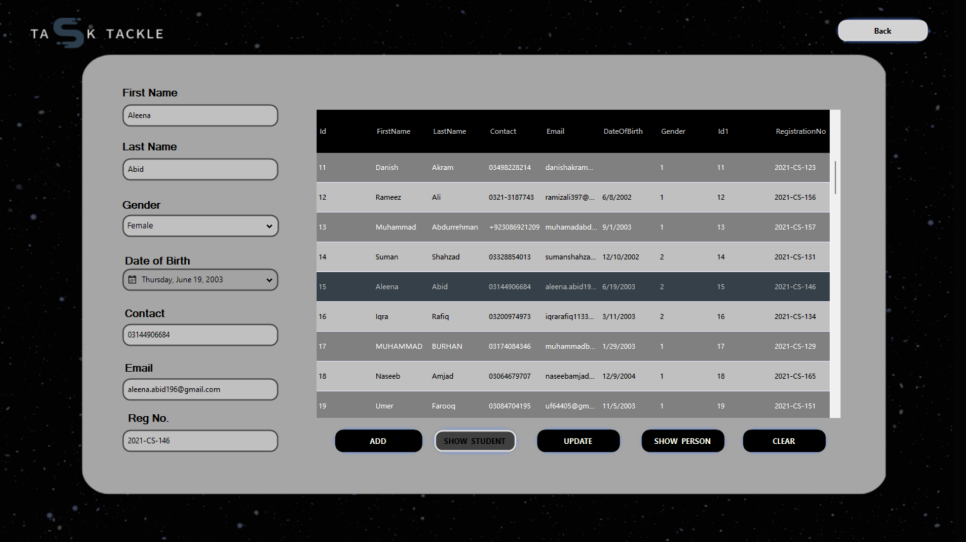 TASK TACKLE
Back
First Name
Aleena
Last Name
Abid
Gender
Female
Date of Birth
Thursday, June 19, 2003
Contact
03144906684
Email
aleena.abid196@gmail.com
Reg No.
2021-CS-146
Id FirstName LastName Contact Email DateOfBirth Gender Id1 RegistrationNo
11 Danish Akram 03498228214 danishakram... 1 11 2021-CS-123
12 Rameez Ali 0321-3187743 ramizali397@... 6/8/2002 1 12 2021-CS-156
13 Muhammad Abdurrehman +923086921209 muhamadabd... 9/1/2003 1 13 2021-CS-157
14 Suman Shahzad 03328854013 sumanshahza... 12/10/2002 2 14 2021-CS-131
15 Aleena Abid 03144906684 aleena.abid19... 6/19/2003 2 15 2021-CS-146
16 Iqra Rafiq 03200974973 iqrarafiq1133... 3/11/2003 2 16 2021-CS-134
17 MUHAMMAD BURHAN 03174084346 muhammadb... 1/29/2003 1 17 2021-CS-129
18 Naseeb Amjad 03064679707 naseebamjad... 12/9/2004 1 18 2021-CS-165
19 Umer Farooq 03084704195 uf64405@gm... 11/5/2003 1 19 2021-CS-151
ADD SHOW STUDENT UPDATE SHOW PERSON CLEAR